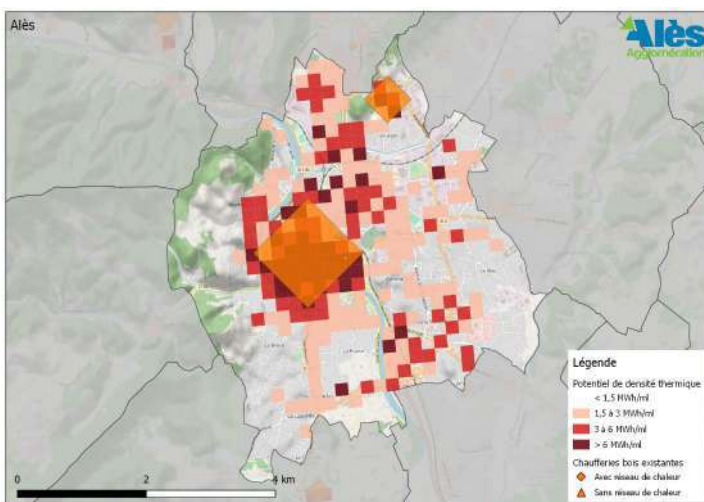 Alès
Alès
Agglomération
Légende
Potentiel de densité thermique
< 1,5 MWh/ml
1,5 à 3 MWh/ml
3 à 6 MWh/ml
> 6 MWh/ml
Chaufferies bois existantes
Avec réseau de chaleur
Sans réseau de chaleur
0 2 4 km